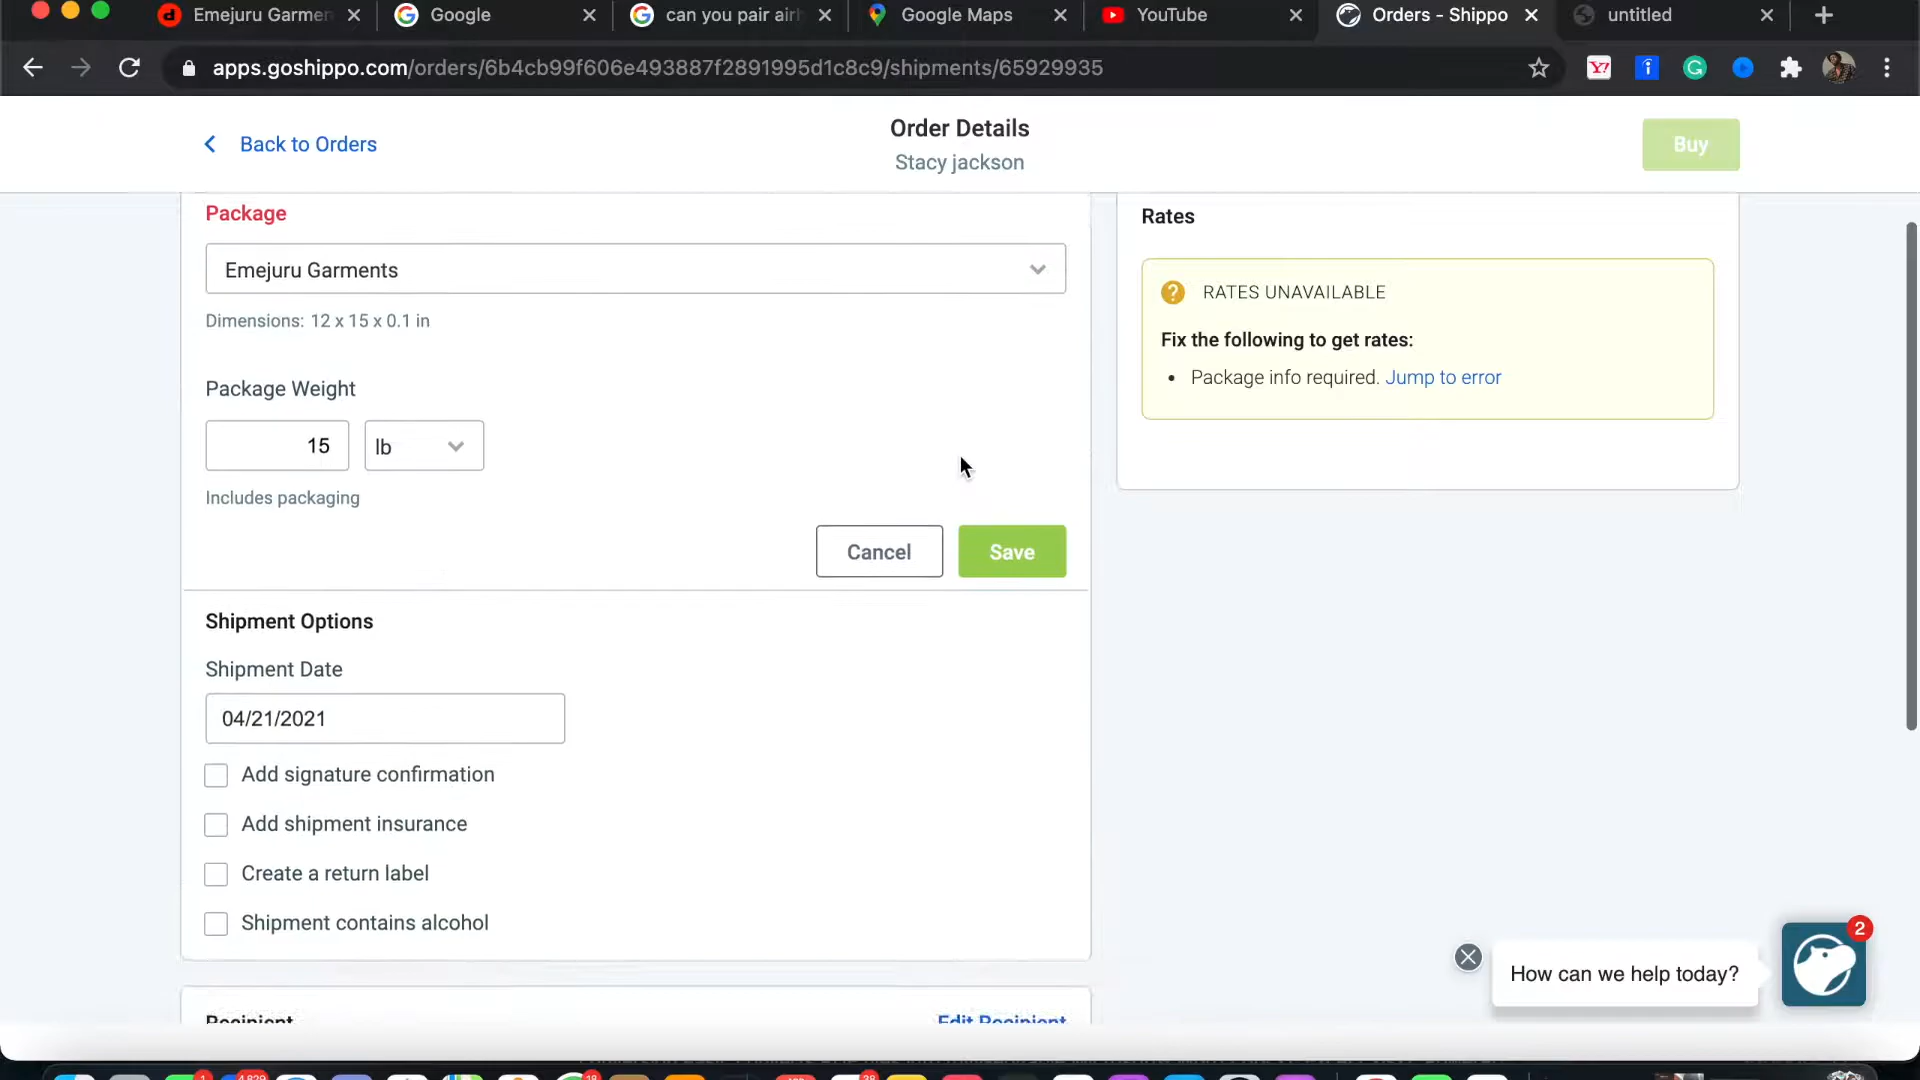 Emejuru Garmen
Google
can you pair airh
Google Maps
YouTube
Orders - Shippo
untitled
apps.goshippo.com/orders/6b4cb99f606e493887f2891995d1c8c9/shipments/65929935
Back to Orders
Order Details
Stacy jackson
Buy
Package
Emejuru Garments
Dimensions: 12 x 15 x 0.1 in
Package Weight
15
lb
Includes packaging
Cancel
Save
Rates
RATES UNAVAILABLE
Fix the following to get rates:
• Package info required. Jump to error
Shipment Options
Shipment Date
04/21/2021
Add signature confirmation
Add shipment insurance
Create a return label
Shipment contains alcohol
How can we help today?
2
Recipient
Edit Recipient